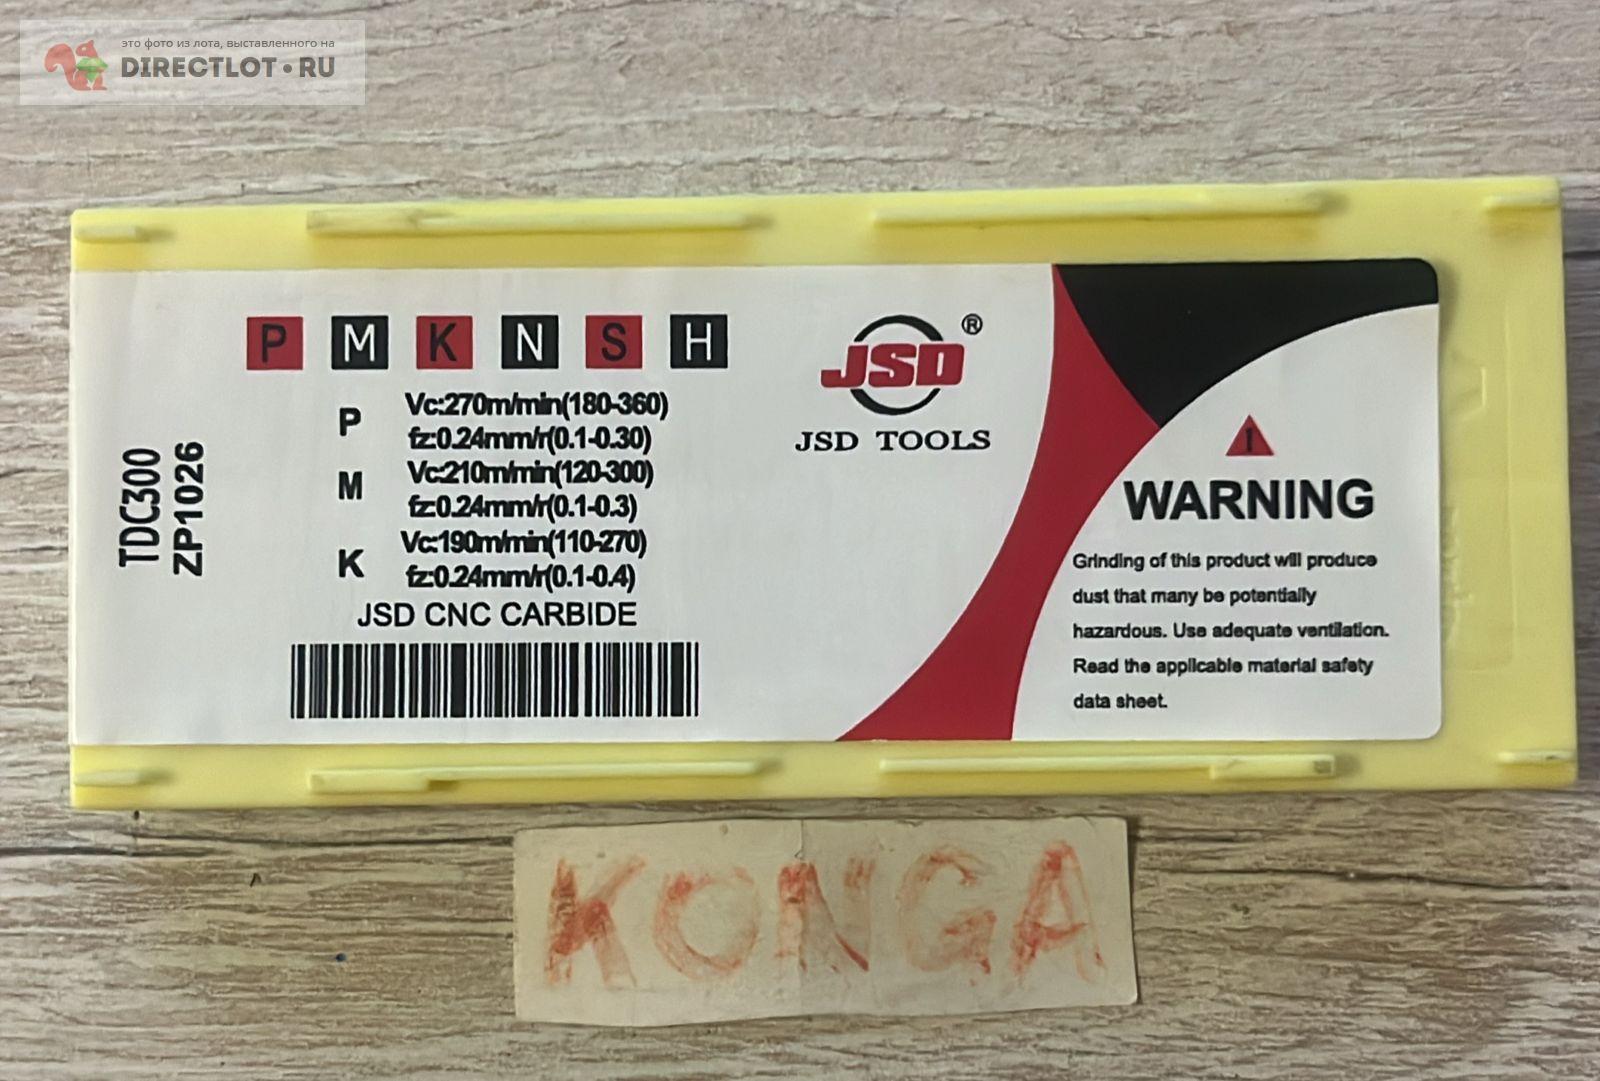 это фото из лота, выставленного на
DIRECTLOT•RU
P M K N S H
P
Vc:270m/min(180-360)
fz:0.24mm/r(0.1-0.30)
M
Vc:210m/min(120-300)
fz:0.24mm/r(0.1-0.3)
K
Vc:190m/min(110-270)
fz:0.24mm/r(0.1-0.4)
JSD CNC CARBIDE
TDC300
ZP1026
JSD®
JSD TOOLS
!
WARNING
Grinding of this product will produce
dust that many be potentially
hazardous. Use adequate ventilation.
Read the applicable material safety
data sheet.
KONGA